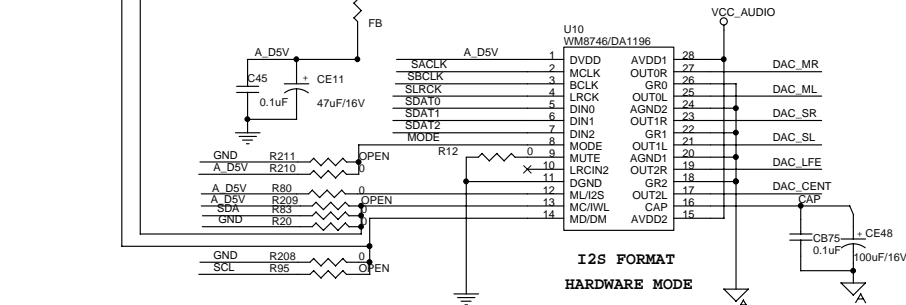 VCC_AUDIO
FB
U10
WM8746/DA1196
A_D5V
C45
0.1uF
+ CE11
47uF/16V
A_D5V 1 DVDD AVDD1 28
SACLK 2 MCLK OUT0R 27 DAC_MR
SBCLK 3 BCLK GR0 26
SLRCK 4 LRCK OUT0L 25 DAC_ML
SDAT0 5 DIN0 AGND2 24
SDAT1 6 DIN1 OUT1R 23 DAC_SR
SDAT2 7 DIN2 GR1 22
MODE 8 MODE OUT1L 21 DAC_SL
R12 0 9 MUTE AGND1 20
10 LRCIN2 OUT2R 19 DAC_LFE
11 DGND GR2 18
12 ML/I2S OUT2L 17 DAC_CENT
13 MC/IWL CAP 16 CAP
14 MD/DM AVDD2 15
GND R211 OPEN
A_D5V R210 0
A_D5V R80 0
A_D5V R209 OPEN
SDA R83 0
GND R20 0
GND R208 0
SCL R95 OPEN
CB75
0.1uF
+ CE48
100uF/16V
I2S FORMAT
HARDWARE MODE
A
A